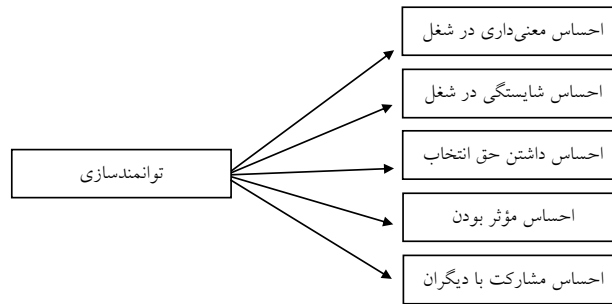 احساس معنی‌داری در شغل
احساس شایستگی در شغل
احساس داشتن حق انتخاب
توانمندسازی
احساس مؤثر بودن
احساس مشارکت با دیگران